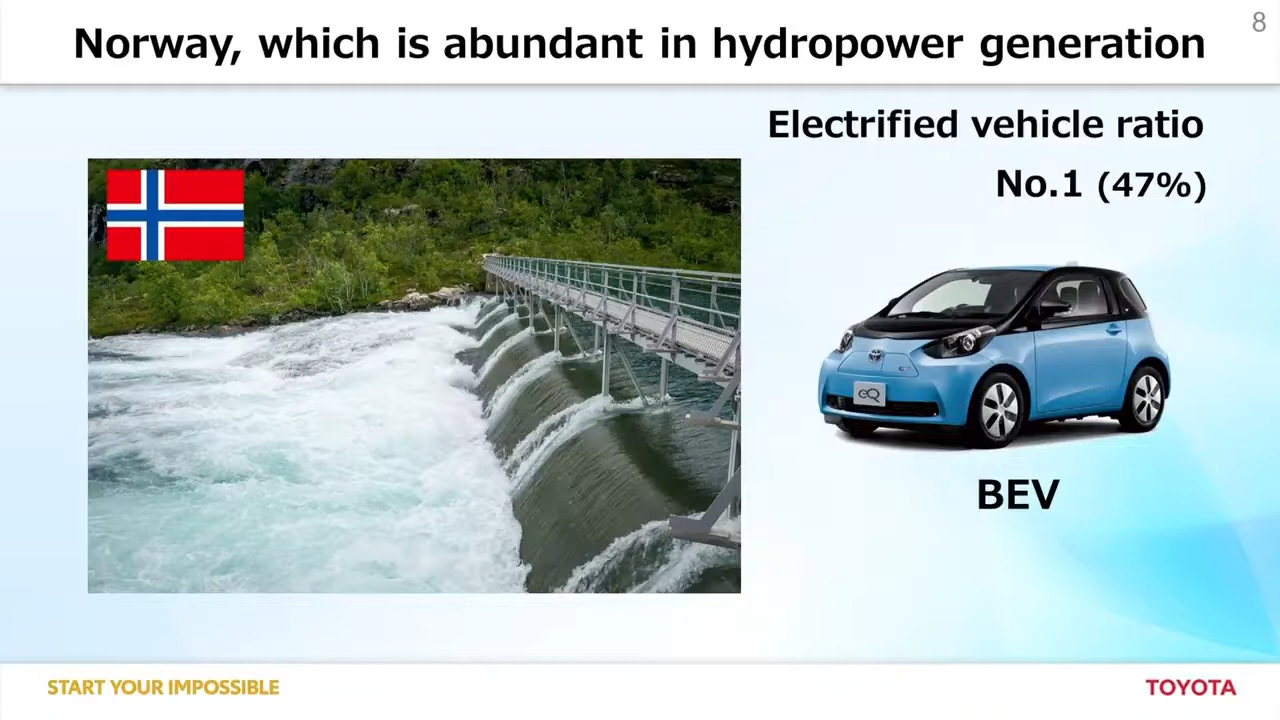 8
Norway, which is abundant in hydropower generation
Electrified vehicle ratio
No.1 (47%)
eQ
BEV
START YOUR IMPOSSIBLE
TOYOTA